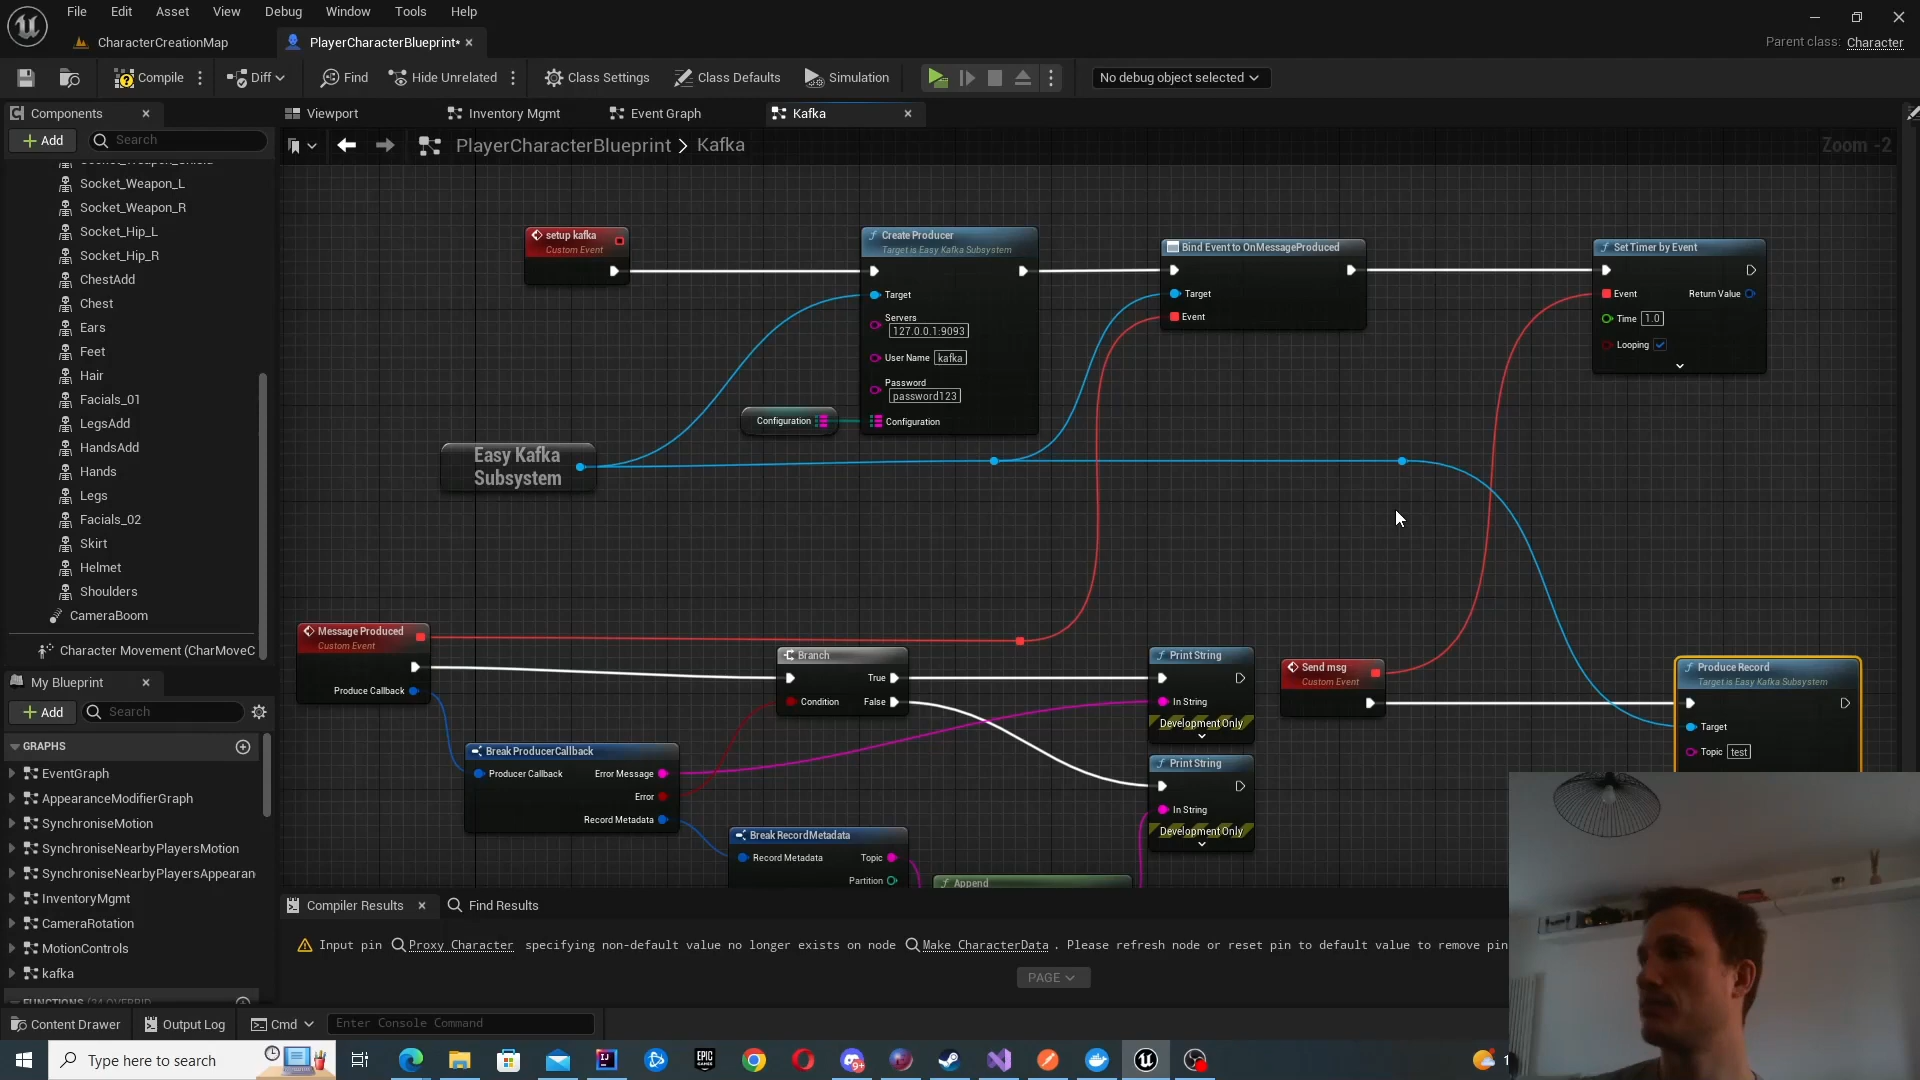 File Edit Asset View Debug Window Tools Help
CharacterCreationMap
PlayerCharacterBlueprint*
Parent class: Character
Compile
Diff
Find
Hide Unrelated
Class Settings
Class Defaults
Simulation
No debug object selected
Components
Add
Search
Socket_Weapon_L
Socket_Weapon_R
Socket_Hip_L
Socket_Hip_R
ChestAdd
Chest
Ears
Feet
Hair
Facials_01
LegsAdd
HandsAdd
Hands
Legs
Facials_02
Skirt
Helmet
Shoulders
CameraBoom
Character Movement (CharMoveC
My Blueprint
Add
Search
GRAPHS
EventGraph
AppearanceModifierGraph
SynchroniseMotion
SynchroniseNearbyPlayersMotion
SynchroniseNearbyPlayersAppearan
InventoryMgmt
CameraRotation
MotionControls
kafka
Viewport
Inventory Mgmt
Event Graph
Kafka
PlayerCharacterBlueprint > Kafka
Zoom -2
setup kafka
Custom Event
Create Producer
Target is Easy Kafka Subsystem
Target
Servers
127.0.0.1:9093
User Name kafka
Password
password123
Configuration
Configuration
Bind Event to OnMessageProduced
Target
Event
Set Timer by Event
Event Return Value
Time 1.0
Looping
Easy Kafka
Subsystem
Message Produced
Custom Event
Produce Callback
Branch
True
Condition False
Print String
In String
Development Only
Print String
In String
Development Only
Send msg
Custom Event
Produce Record
Target is Easy Kafka Subsystem
Target
Topic test
Break ProducerCallback
Producer Callback Error Message
Error
Record Metadata
Break RecordMetadata
Record Metadata Topic
Partition
Append
Compiler Results
Find Results
Input pin Proxy Character specifying non-default value no longer exists on node Make CharacterData . Please refresh node or reset pin to default value to remove pin
PAGE
Content Drawer
Output Log
Cmd
Enter Console Command
Type here to search